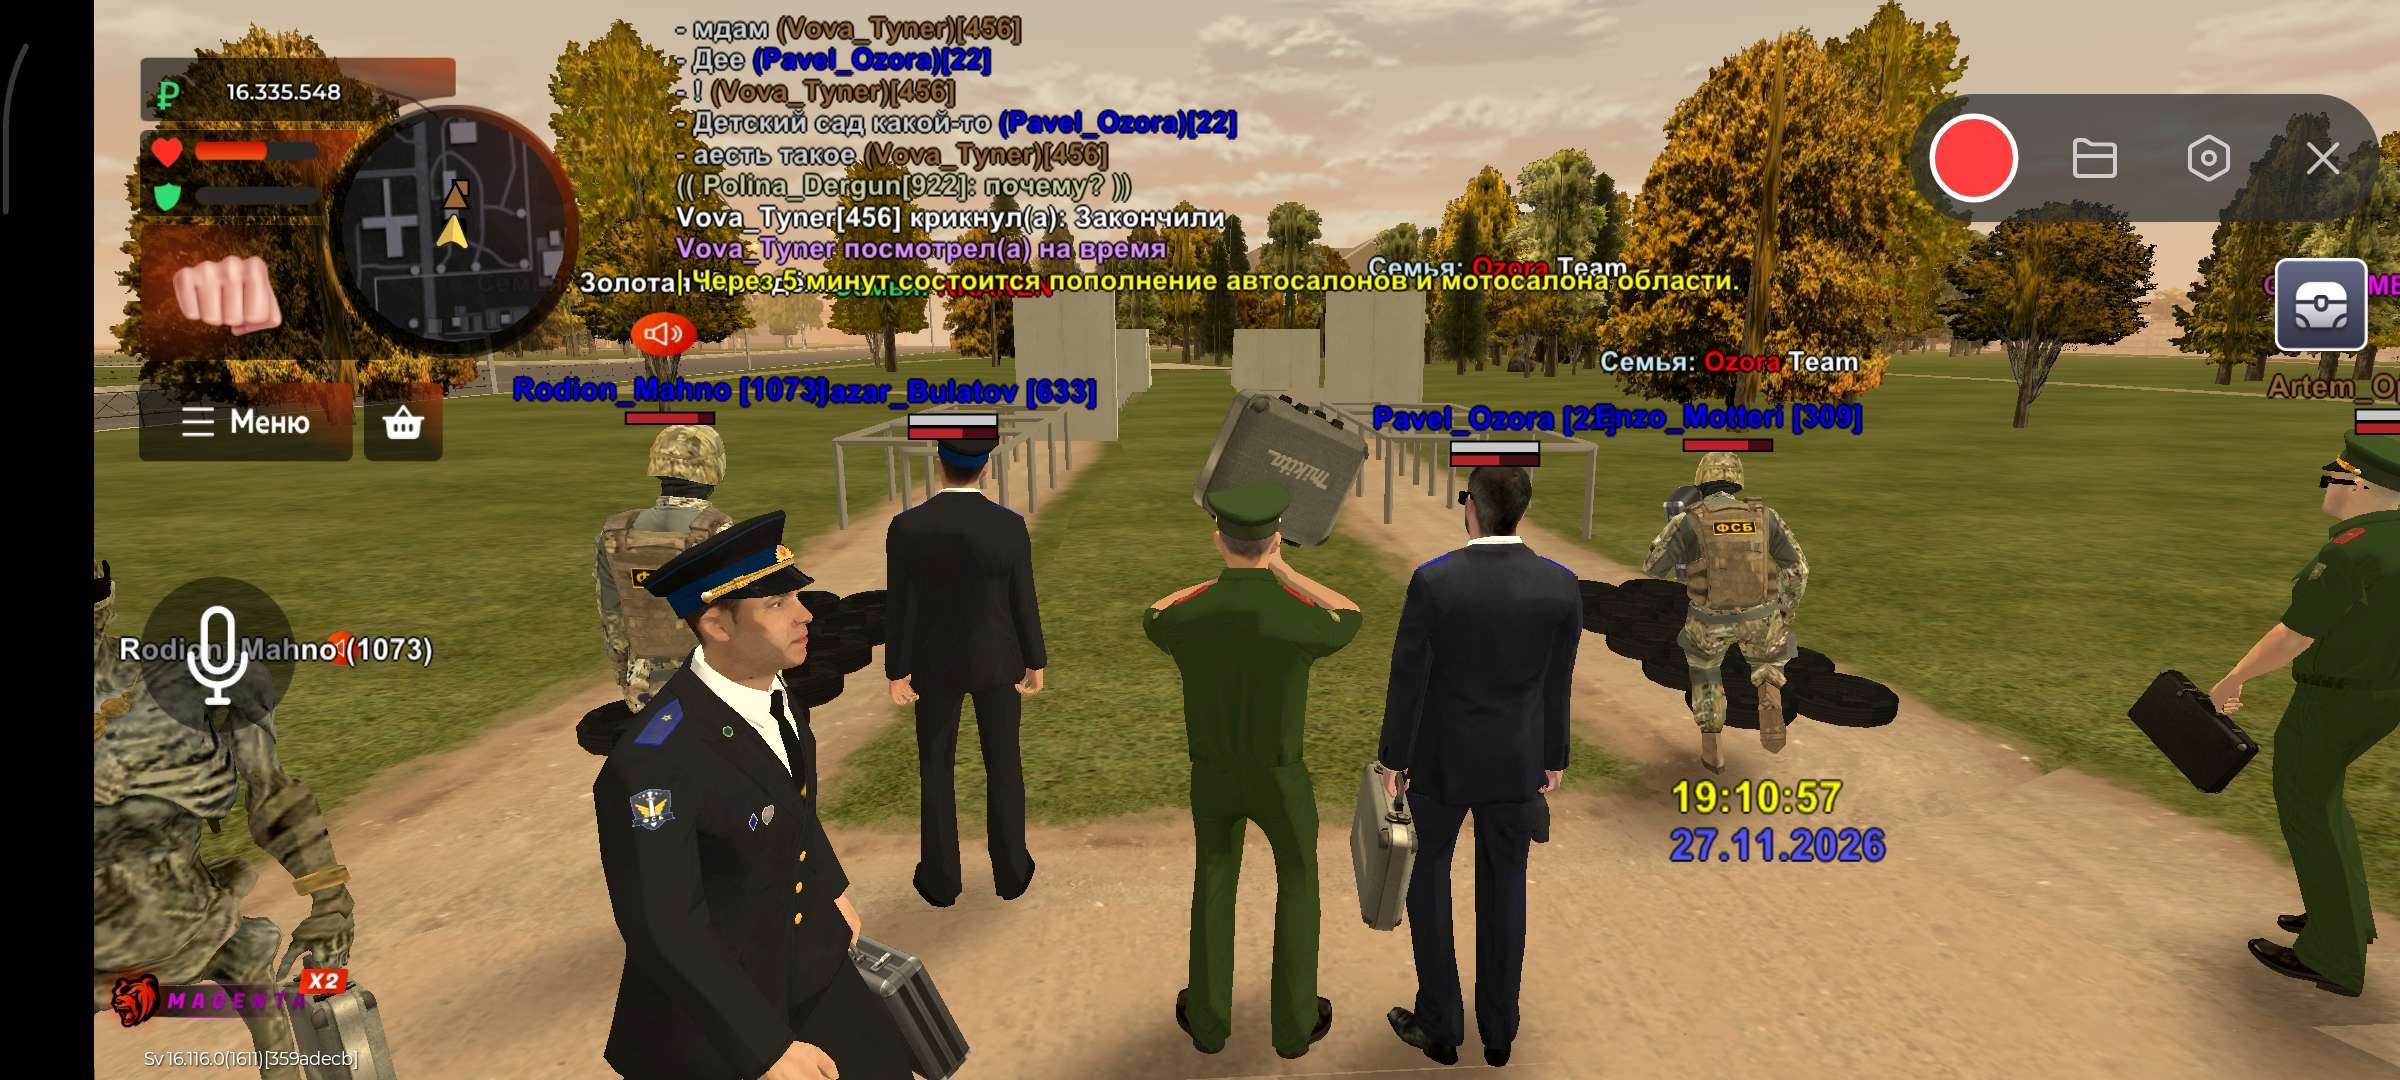 - мдам (Vova_Tyner)[456]
- Дее (Pavel_Ozora)[22]
- ! (Vova_Tyner)[456]
- Детский сад какой-то (Pavel_Ozora)[22]
- аесть такое (Vova_Tyner)[456]
(( Polina_Dergun[922]: почему? ))
Vova_Tyner[456] крикнул(а): Закончили
Vova_Tyner посмотрел(а) на время
| Через 5 минут состоится пополнение автосалонов и мотосалона области.
16.335.548
Семья: Ozora Team
Семья: Ozora Team
Rodion_Mahno [1073]
azar_Bulatov [633]
Pavel_Ozora [22]
Enzo_Motteri [309]
Artem_O
Меню
mikita
ФСБ
Rodion_Mahno (1073)
19:10:57
27.11.2026
X2
MAGENTA
Sv 16.116.0(1611)[359adecb]